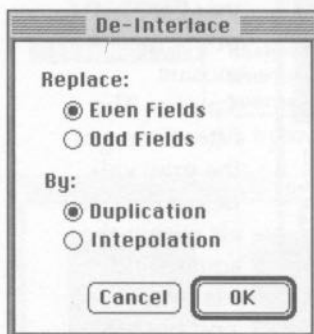 De-Interlace
Replace:
Even Fields
Odd Fields
By:
Duplication
Intepolation
Cancel OK